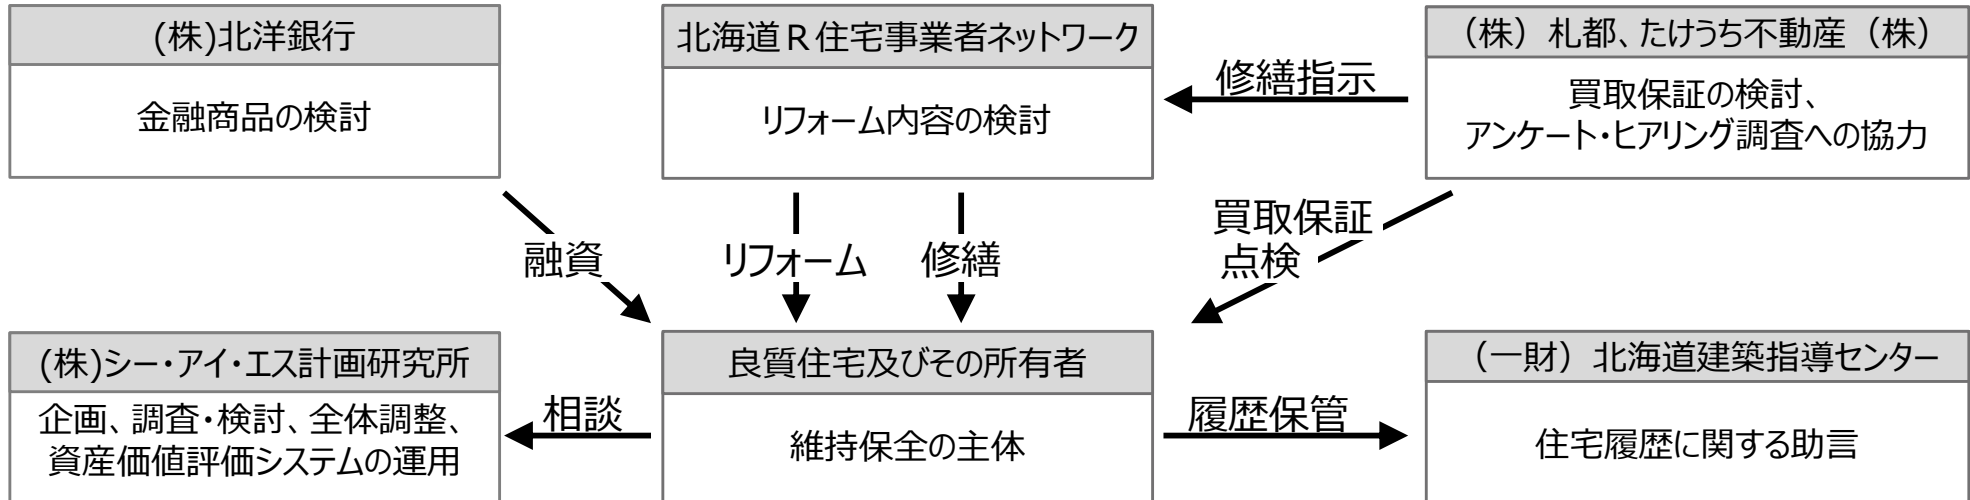 (株)北洋銀行
金融商品の検討
北海道R住宅事業者ネットワーク
リフォーム内容の検討
修繕指示
(株)札都、たけうち不動産(株)
買取保証の検討、
アンケート・ヒアリング調査への協力
融資
リフォーム
修繕
買取保証
点検
(株)シー・アイ・エス計画研究所
企画、調査・検討、全体調整、
資産価値評価システムの運用
相談
良質住宅及びその所有者
維持保全の主体
履歴保管
(一財)北海道建築指導センター
住宅履歴に関する助言